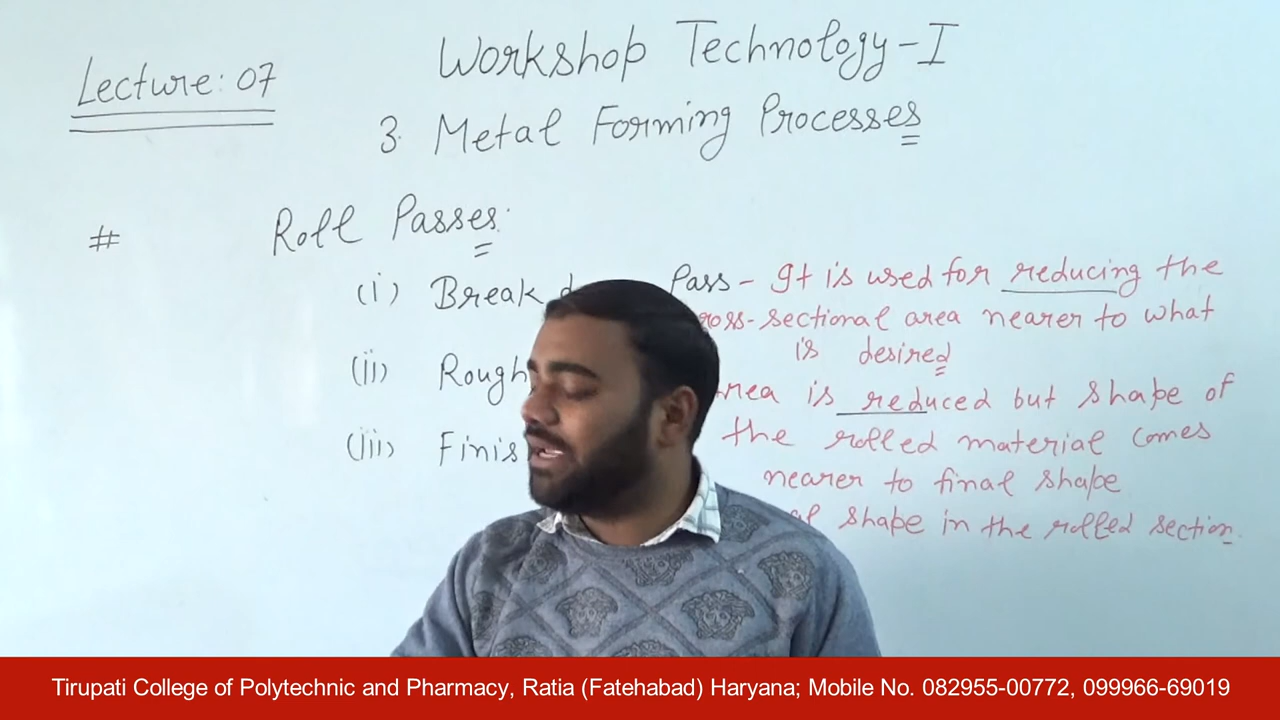 Workshop Technology-I
Lecture: 07
3. Metal Forming Processes
# Roll Passes:
(i) Break Pass - It is used for reducing the
cross-sectional area nearer to what
is desired
(ii) Rough area is reduced but shape of
the rolled material comes
nearer to final shape
(iii) Finis shape in the rolled section.
Tirupati College of Polytechnic and Pharmacy, Ratia (Fatehabad) Haryana; Mobile No. 082955-00772, 099966-69019